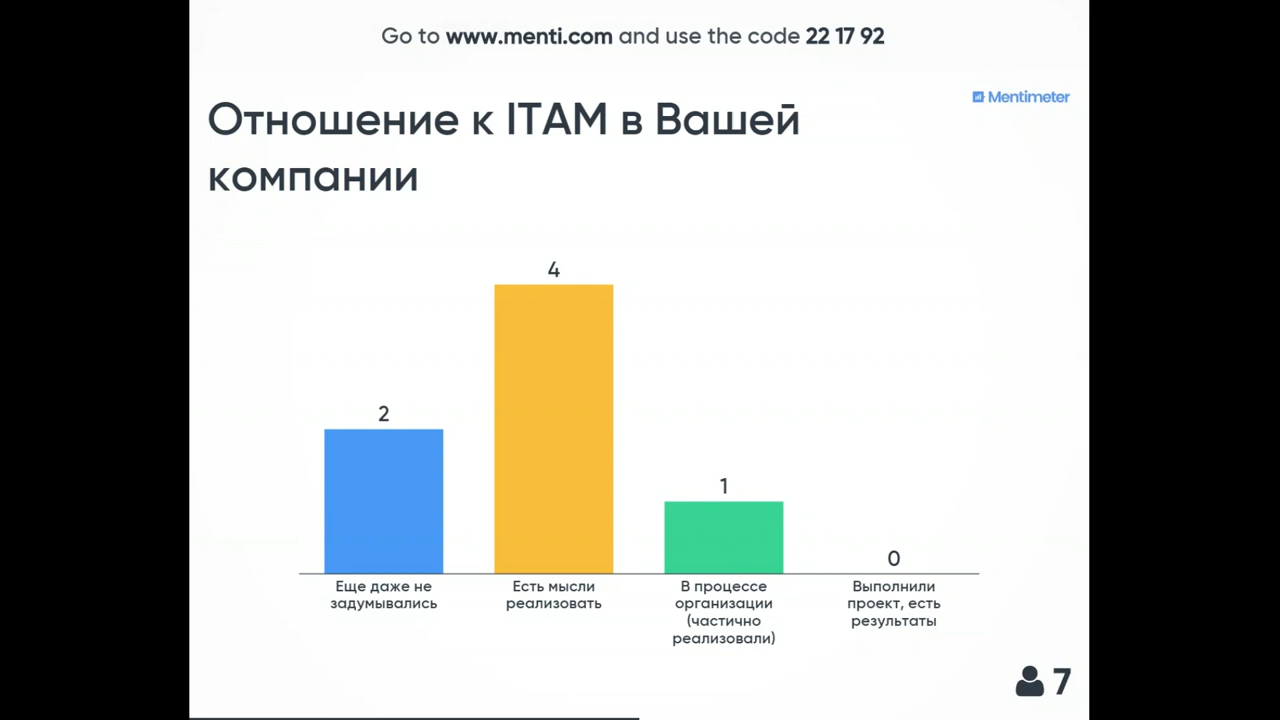 Go to www.menti.com and use the code 22 17 92
Mentimeter
Отношение к ITAM в Вашей
компании
4
2
1
0
Еще даже не
задумывались
Есть мысли
реализовать
В процессе
организации
(частично
реализовали)
Выполнили
проект, есть
результаты
7